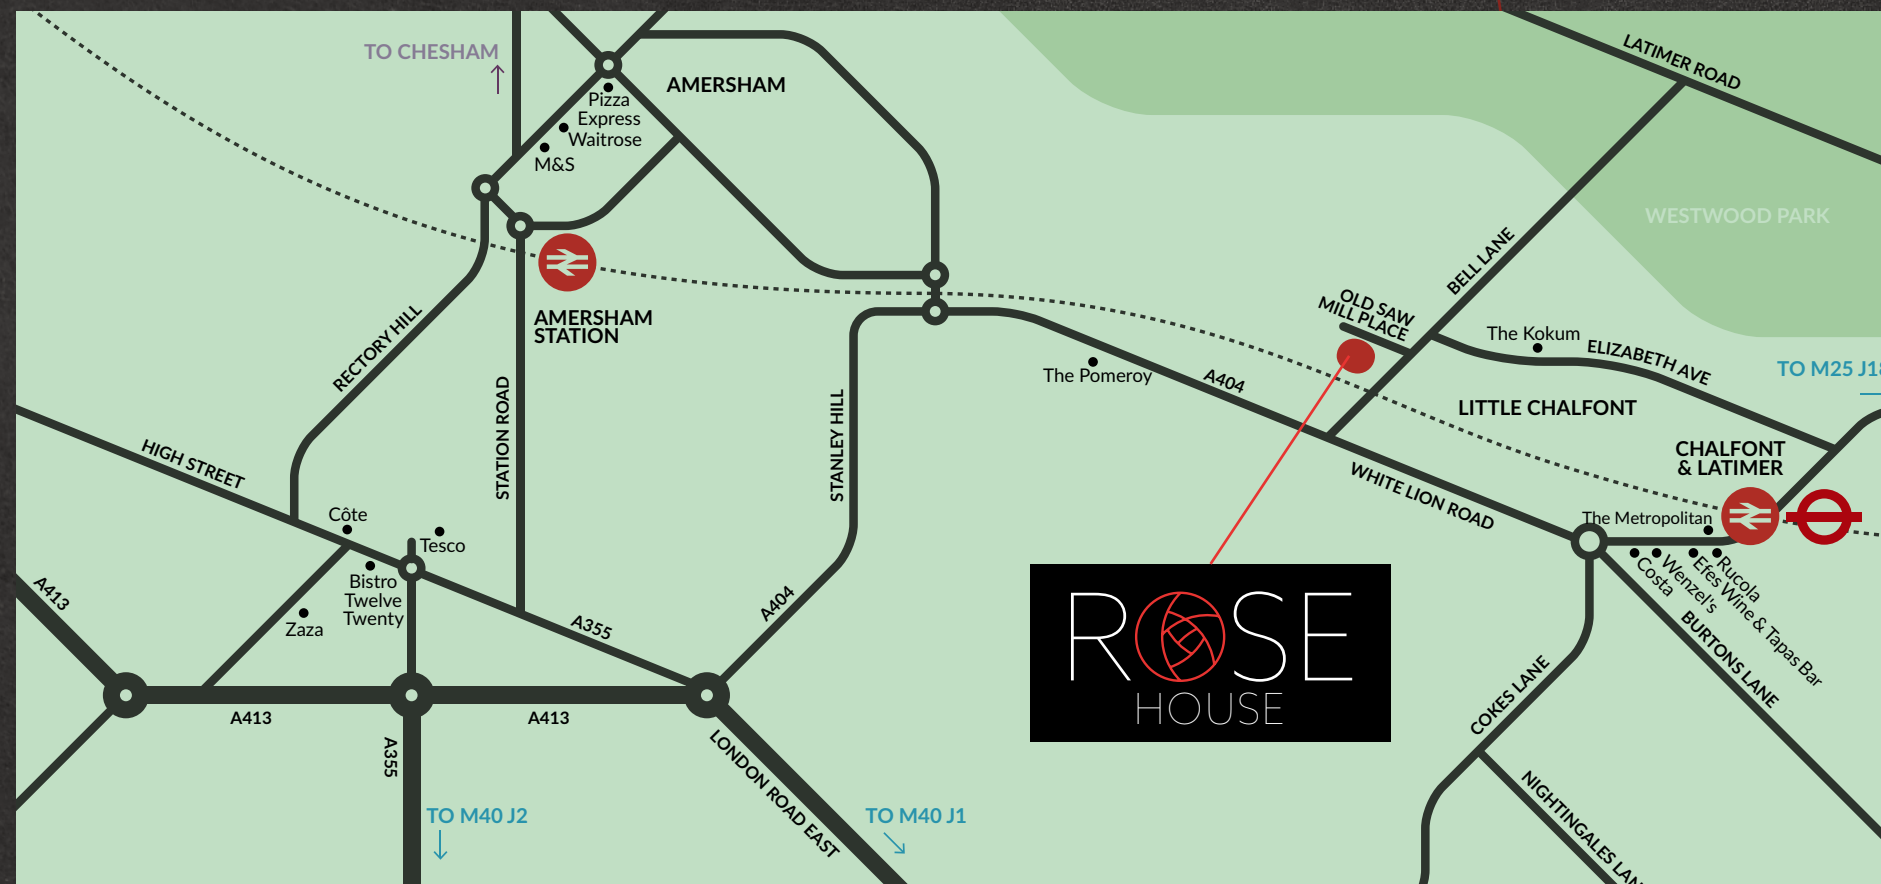 TO CHESHAM
AMERSHAM
Pizza
Express
Waitrose
M&S
LATIMER ROAD
WESTWOOD PARK
BELL LANE
OLD SAW
MILL PLACE
The Kokum
ELIZABETH AVE
TO M25 J18
AMERSHAM
STATION
RECTORY HILL
STATION ROAD
STANLEY HILL
The Pomeroy
A404
LITTLE CHALFONT
CHALFONT
& LATIMER
HIGH STREET
WHITE LION ROAD
The Metropolitan
Côte
Tesco
Bistro
Twelve
Twenty
Zaza
A413
A355
A404
Costa
Wenzel's
Efes Wine & Tapas Bar
Rucola
BURTONS LANE
ROSE
HOUSE
COKES LANE
A413
A413
A355
LONDON ROAD EAST
TO M40 J2
TO M40 J1
NIGHTINGALES LAN